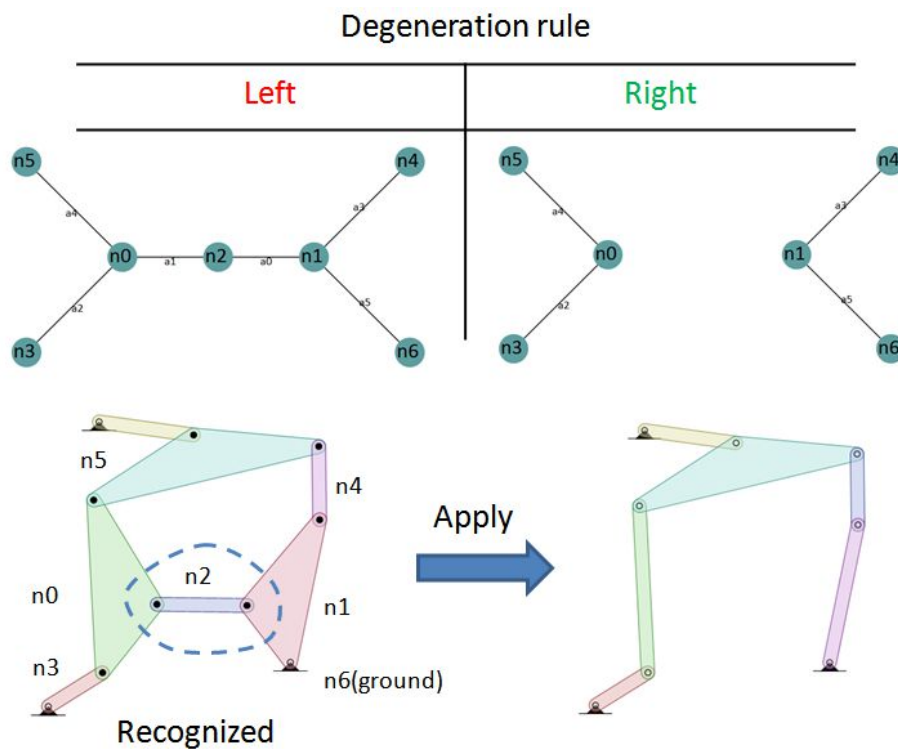 Degeneration rule
Left Right
n5 n4 n5 n4
a4 a3 a4 a3
n0 a1 n2 a0 n1 n0 n1
a2 a5 a2 a5
n3 n6 n3 n6
n5
n4
Apply
n2
n0 n1
n3
n6(ground)
Recognized